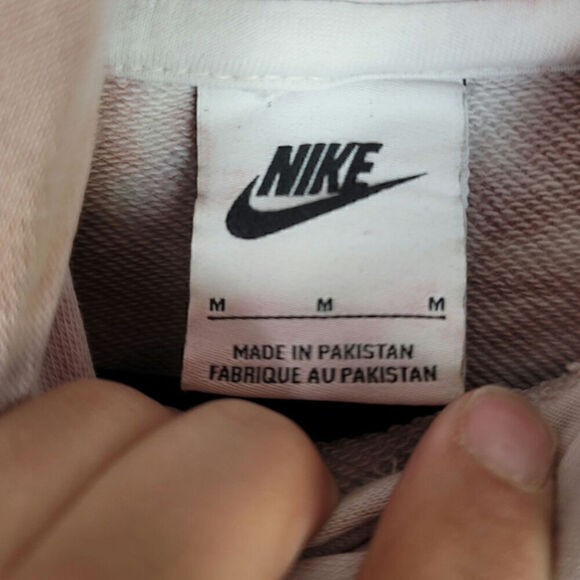 NIKE
M M M
MADE IN PAKISTAN
FABRIQUE AU PAKISTAN